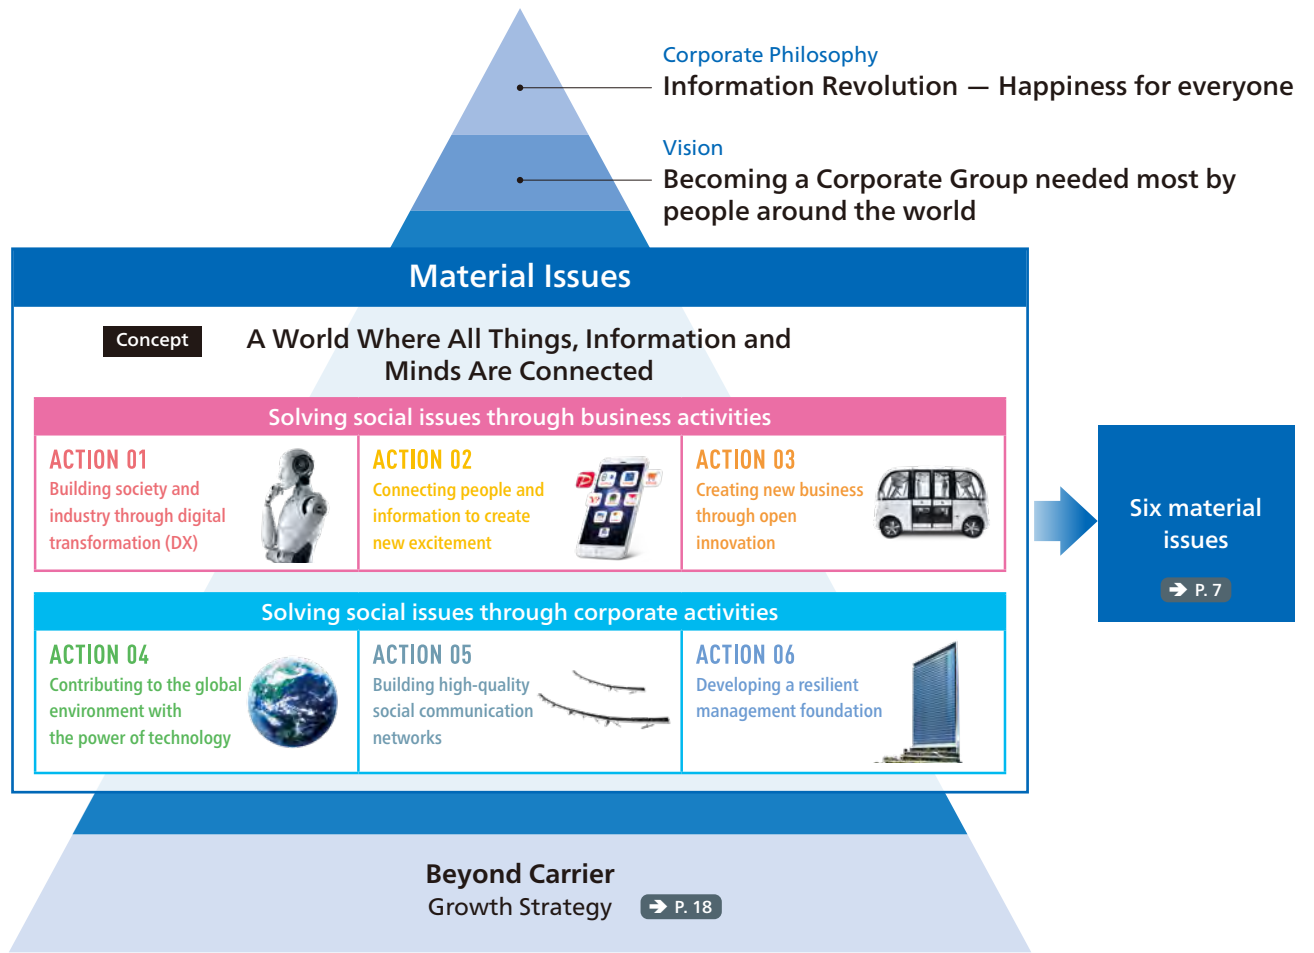 Corporate Philosophy
Information Revolution — Happiness for everyone
Vision
Becoming a Corporate Group needed most by
people around the world
Material Issues
Concept
A World Where All Things, Information and
Minds Are Connected
Solving social issues through business activities
ACTION 01
Building society and
industry through digital
transformation (DX)
ACTION 02
Connecting people and
information to create
new excitement
ACTION 03
Creating new business
through open
innovation
Solving social issues through corporate activities
ACTION 04
Contributing to the global
environment with
the power of technology
ACTION 05
Building high-quality
social communication
networks
ACTION 06
Developing a resilient
management foundation
Six material
issues
P. 7
Beyond Carrier
Growth Strategy
P. 18